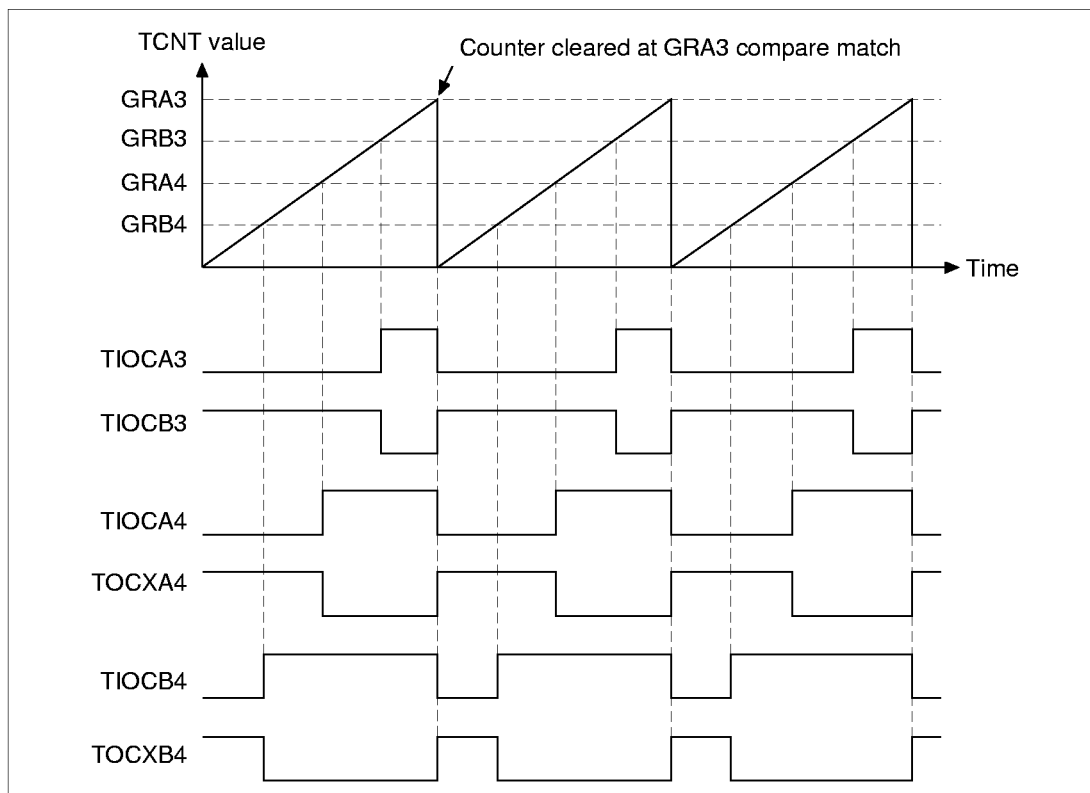 TCNT value
Counter cleared at GRA3 compare match
GRA3
GRB3
GRA4
GRB4
Time
TIOCA3
TIOCB3
TIOCA4
TOCXA4
TIOCB4
TOCXB4